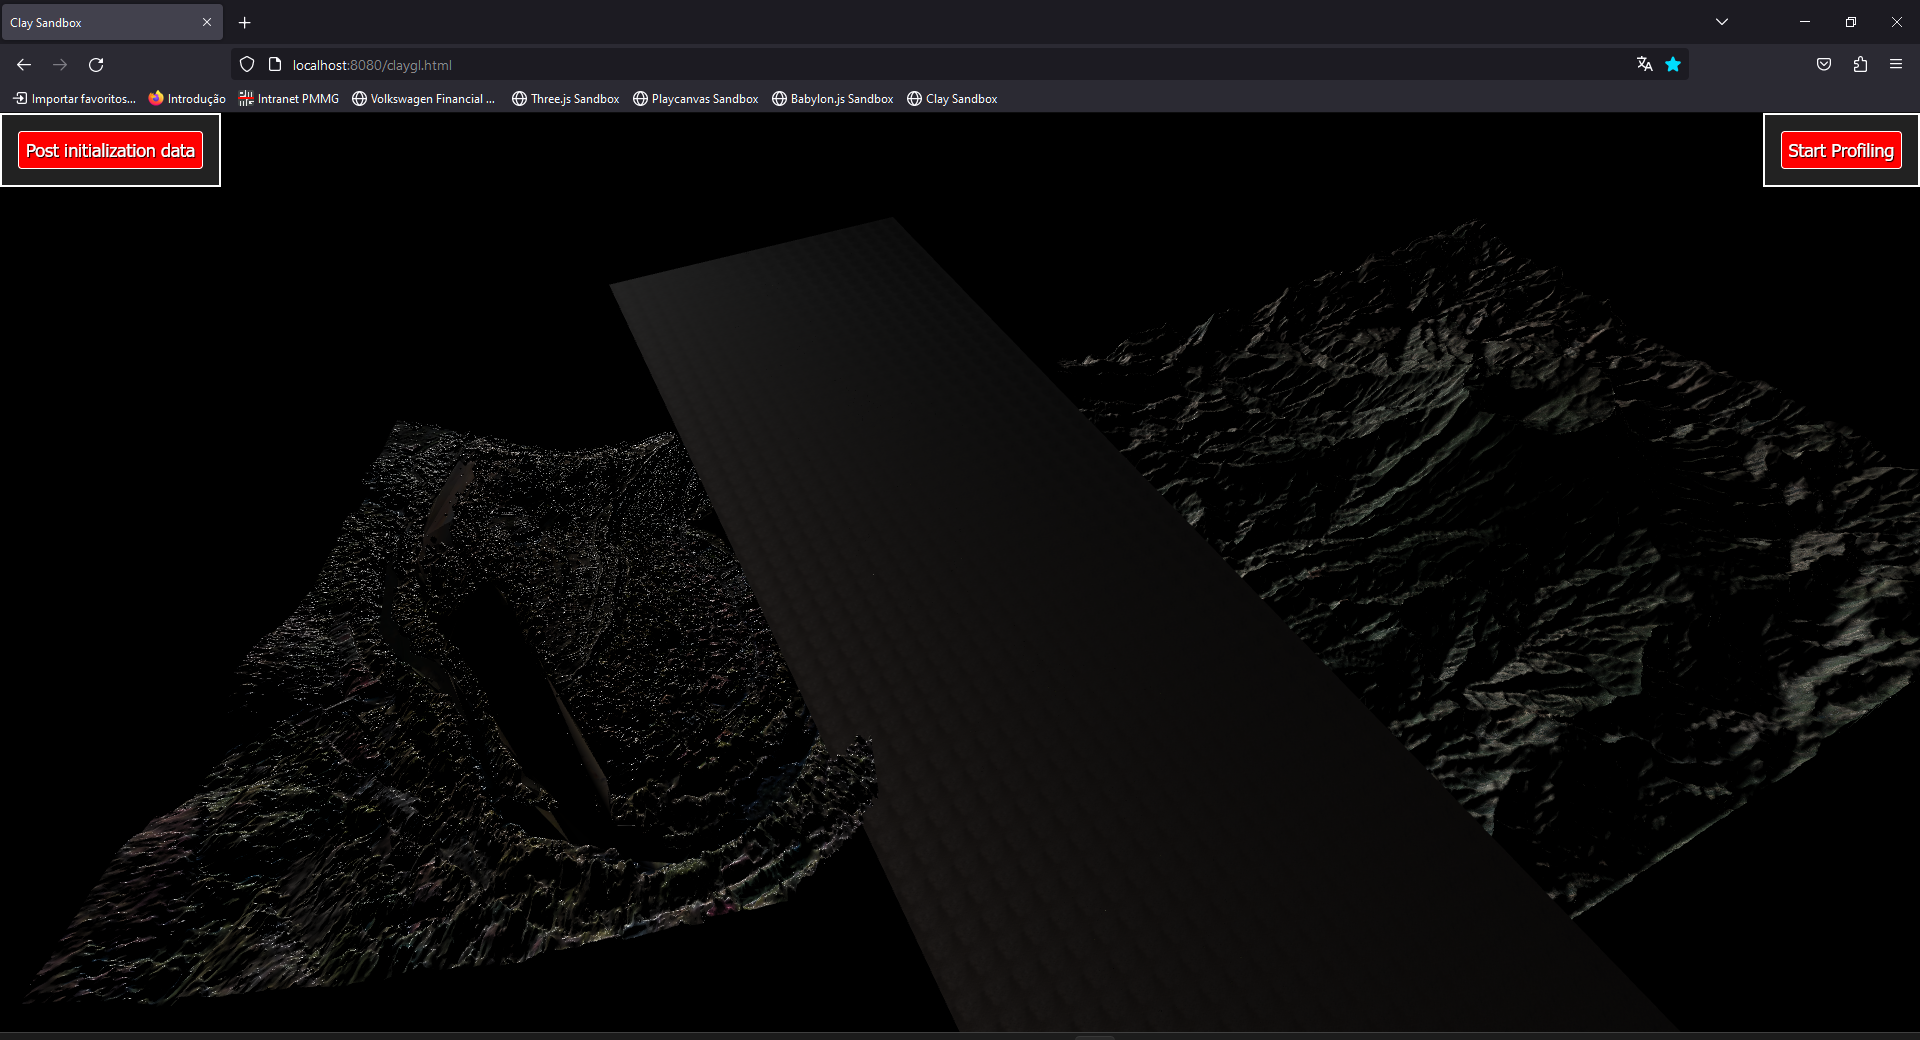 Clay Sandbox
localhost:8080/claygl.html
Importar favoritos... Introdução Intranet PMMG Volkswagen Financial ... Three.js Sandbox Playcanvas Sandbox Babylon.js Sandbox Clay Sandbox
Post initialization data
Start Profiling